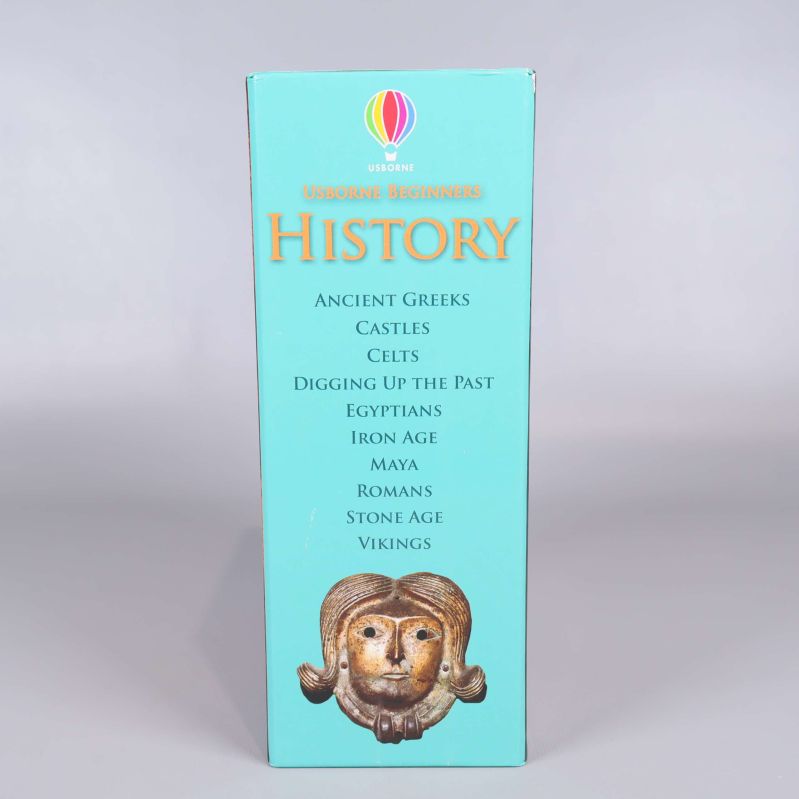 USBORNE
USBORNE BEGINNERS
HISTORY
ANCIENT GREEKS
CASTLES
CELTS
DIGGING UP THE PAST
EGYPTIANS
IRON AGE
MAYA
ROMANS
STONE AGE
VIKINGS